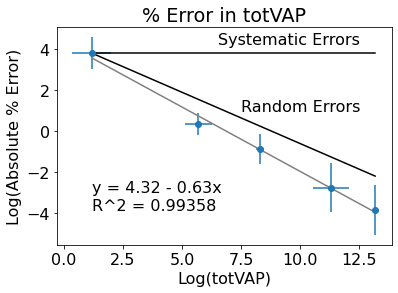 % Error in totVAP
Systematic Errors
Random Errors
y = 4.32 - 0.63x
R^2 = 0.99358
Log(Absolute % Error)
4
2
0
−2
−4
0.0 2.5 5.0 7.5 10.0 12.5
Log(totVAP)